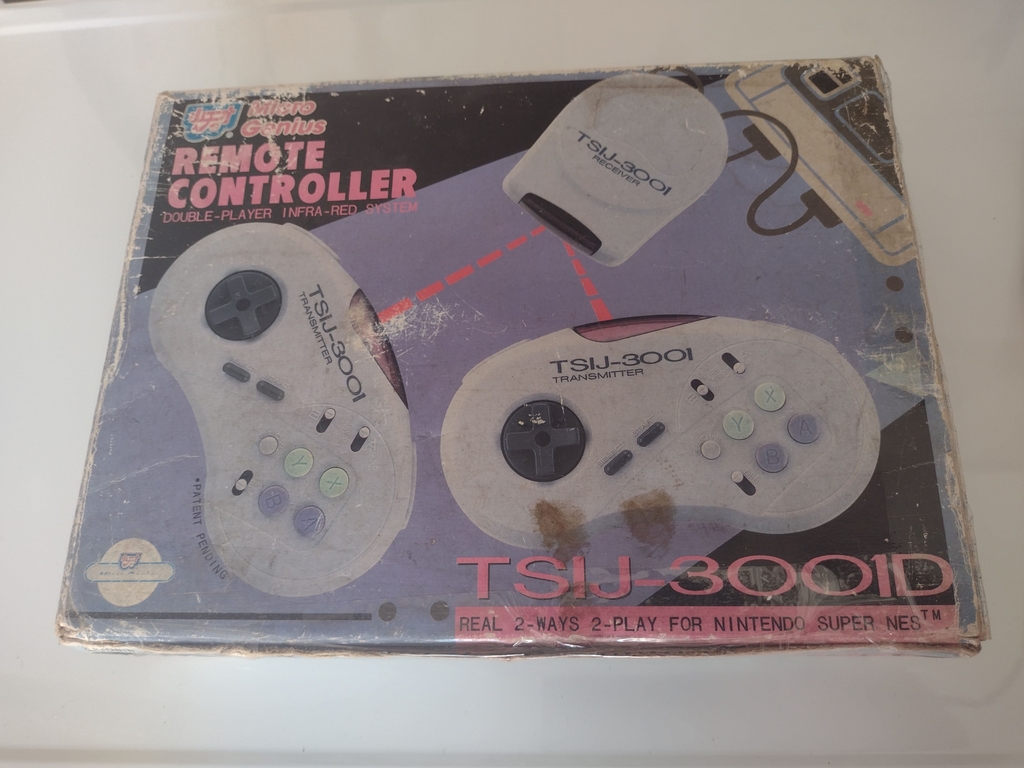 Micro
Genius
REMOTE
CONTROLLER
DOUBLE-PLAYER INFRA-RED SYSTEM
TSIJ-3001
RECEIVER
TSIJ-3001
TRANSMITTER
TSIJ-3001
TRANSMITTER
X
Y
A
B
Y
X
B
A
*PATENT PENDING
TSIJ-3001D
REAL 2-WAYS 2-PLAY FOR NINTENDO SUPER NES™